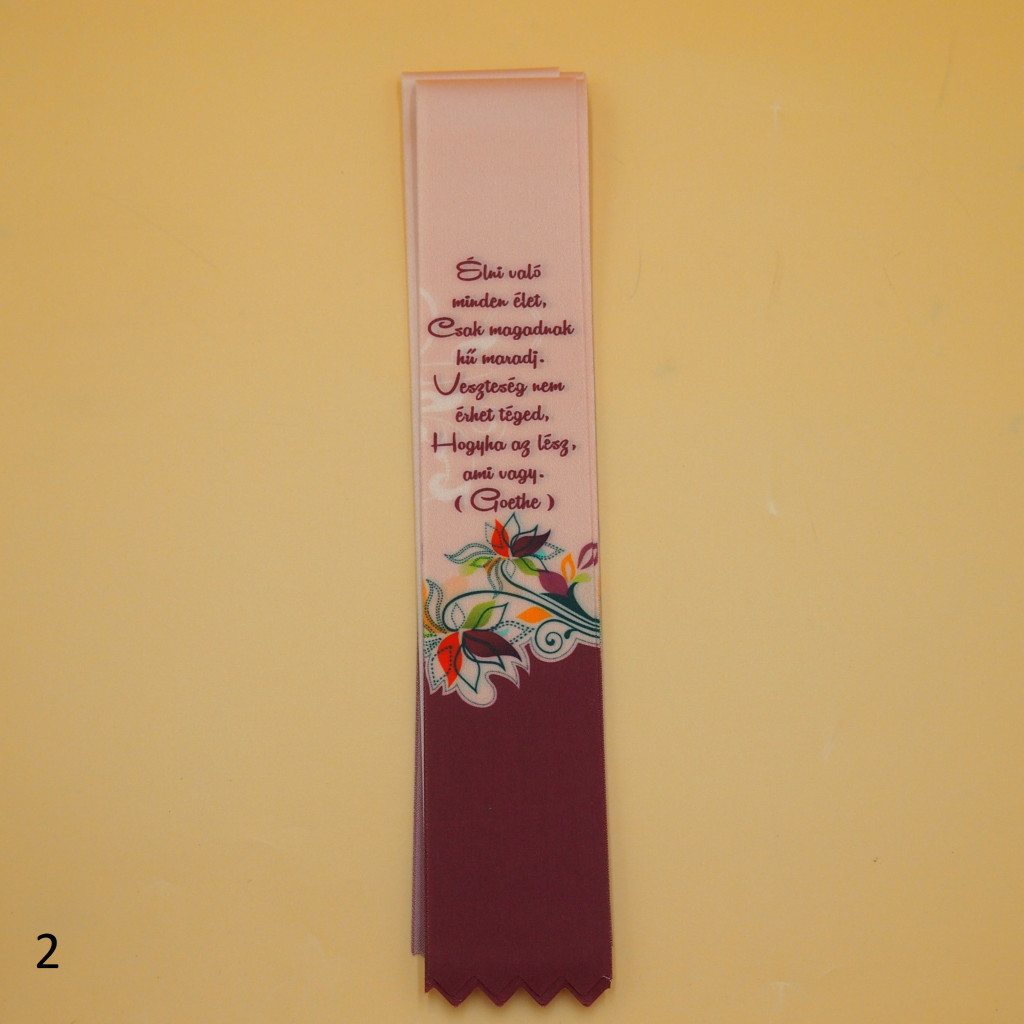 Élni való
minden élet,
Csak magadnak
hű maradj.
Veszteség nem
érhet téged,
Hogyha az lész,
ami vagy.
( Goethe )
2